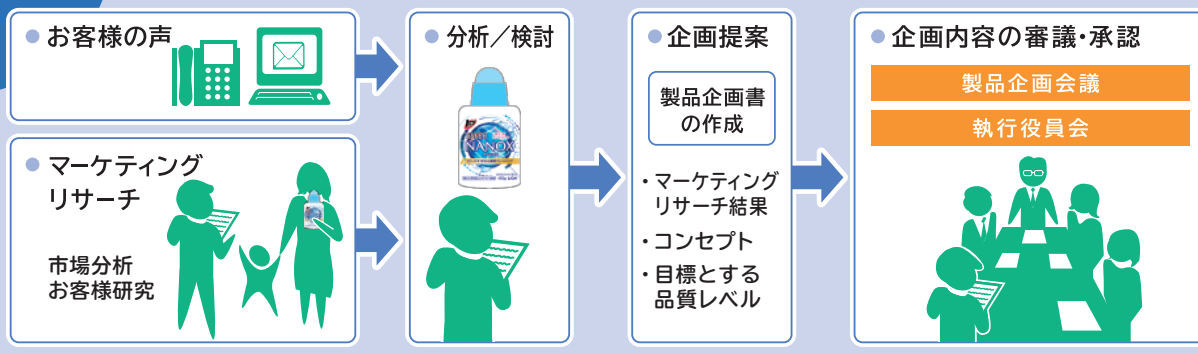 お客様の声
マーケティング
リサーチ
市場分析
お客様研究
分析／検討
NANOX
企画提案
製品企画書
の作成
・マーケティング
リサーチ結果
・コンセプト
・目標とする
品質レベル
企画内容の審議・承認
製品企画会議
執行役員会